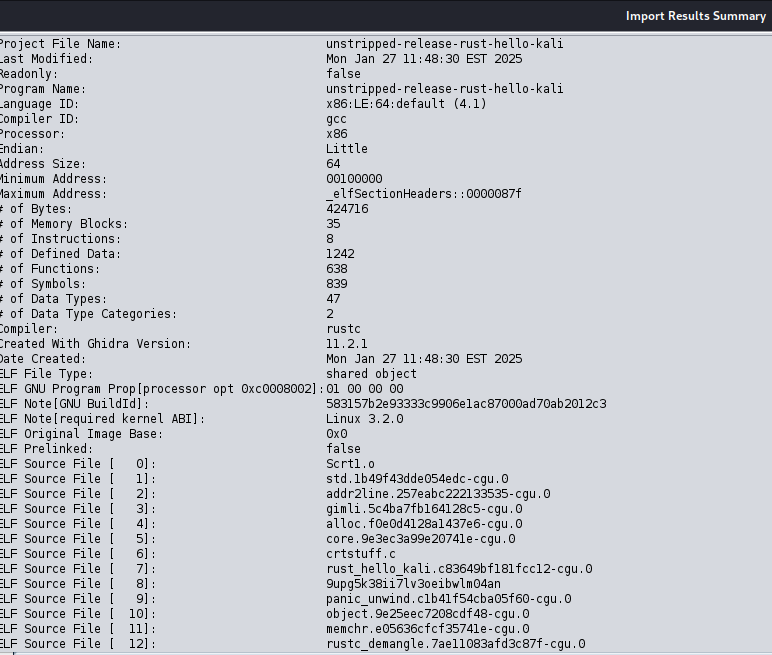 Import Results Summary
Project File Name: unstripped-release-rust-hello-kali
Last Modified: Mon Jan 27 11:48:30 EST 2025
Readonly: false
Program Name: unstripped-release-rust-hello-kali
Language ID: x86:LE:64:default (4.1)
Compiler ID: gcc
Processor: x86
Endian: Little
Address Size: 64
Minimum Address: 00100000
Maximum Address: _elfSectionHeaders::0000087f
# of Bytes: 424716
# of Memory Blocks: 35
# of Instructions: 8
# of Defined Data: 1242
# of Functions: 638
# of Symbols: 839
# of Data Types: 47
# of Data Type Categories: 2
Compiler: rustc
Created With Ghidra Version: 11.2.1
Date Created: Mon Jan 27 11:48:30 EST 2025
ELF File Type: shared object
ELF GNU Program Prop[processor opt 0xc0008002]: 01 00 00 00
ELF Note[GNU BuildId]: 583157b2e93333c9906e1ac87000ad70ab2012c3
ELF Note[required kernel ABI]: Linux 3.2.0
ELF Original Image Base: 0x0
ELF Prelinked: false
ELF Source File [ 0]: Scrt1.o
ELF Source File [ 1]: std.1b49f43dde054edc-cgu.0
ELF Source File [ 2]: addr2line.257eabc222133535-cgu.0
ELF Source File [ 3]: gimli.5c4ba7fb164128c5-cgu.0
ELF Source File [ 4]: alloc.f0e0d4128a1437e6-cgu.0
ELF Source File [ 5]: core.9e3ec3a99e20741e-cgu.0
ELF Source File [ 6]: crtstuff.c
ELF Source File [ 7]: rust_hello_kali.c83649bf181fcc12-cgu.0
ELF Source File [ 8]: 9upg5k38ii7lv3oeibwlm04an
ELF Source File [ 9]: panic_unwind.c1b41f54cba05f60-cgu.0
ELF Source File [ 10]: object.9e25eec7208cdf48-cgu.0
ELF Source File [ 11]: memchr.e05636cfcf35741e-cgu.0
ELF Source File [ 12]: rustc_demangle.7ae11083afd3c87f-cgu.0